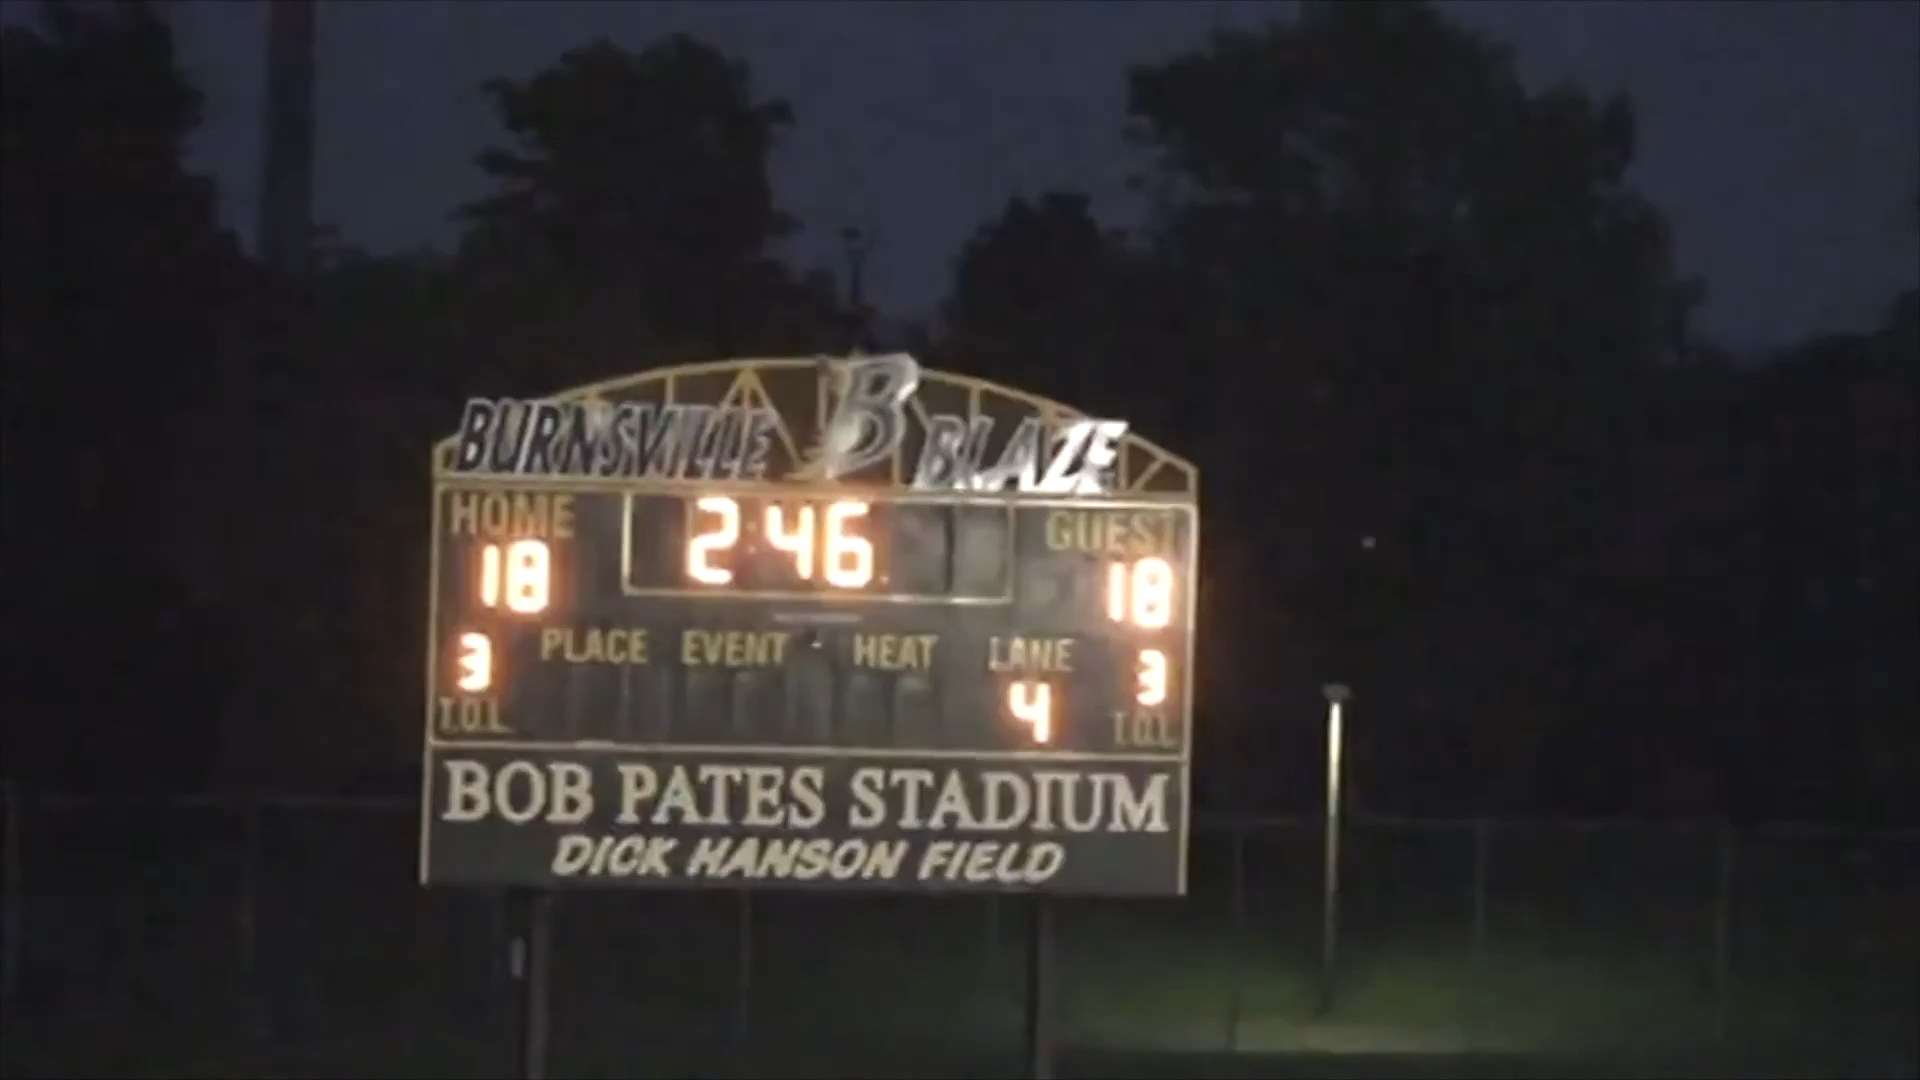 BURNSVILLE B BLAZE
HOME 2:46 GUEST
18 18
3 PLACE EVENT HEAT LANE 3
T.O.L. 4 T.O.L.
BOB PATES STADIUM
DICK HANSON FIELD